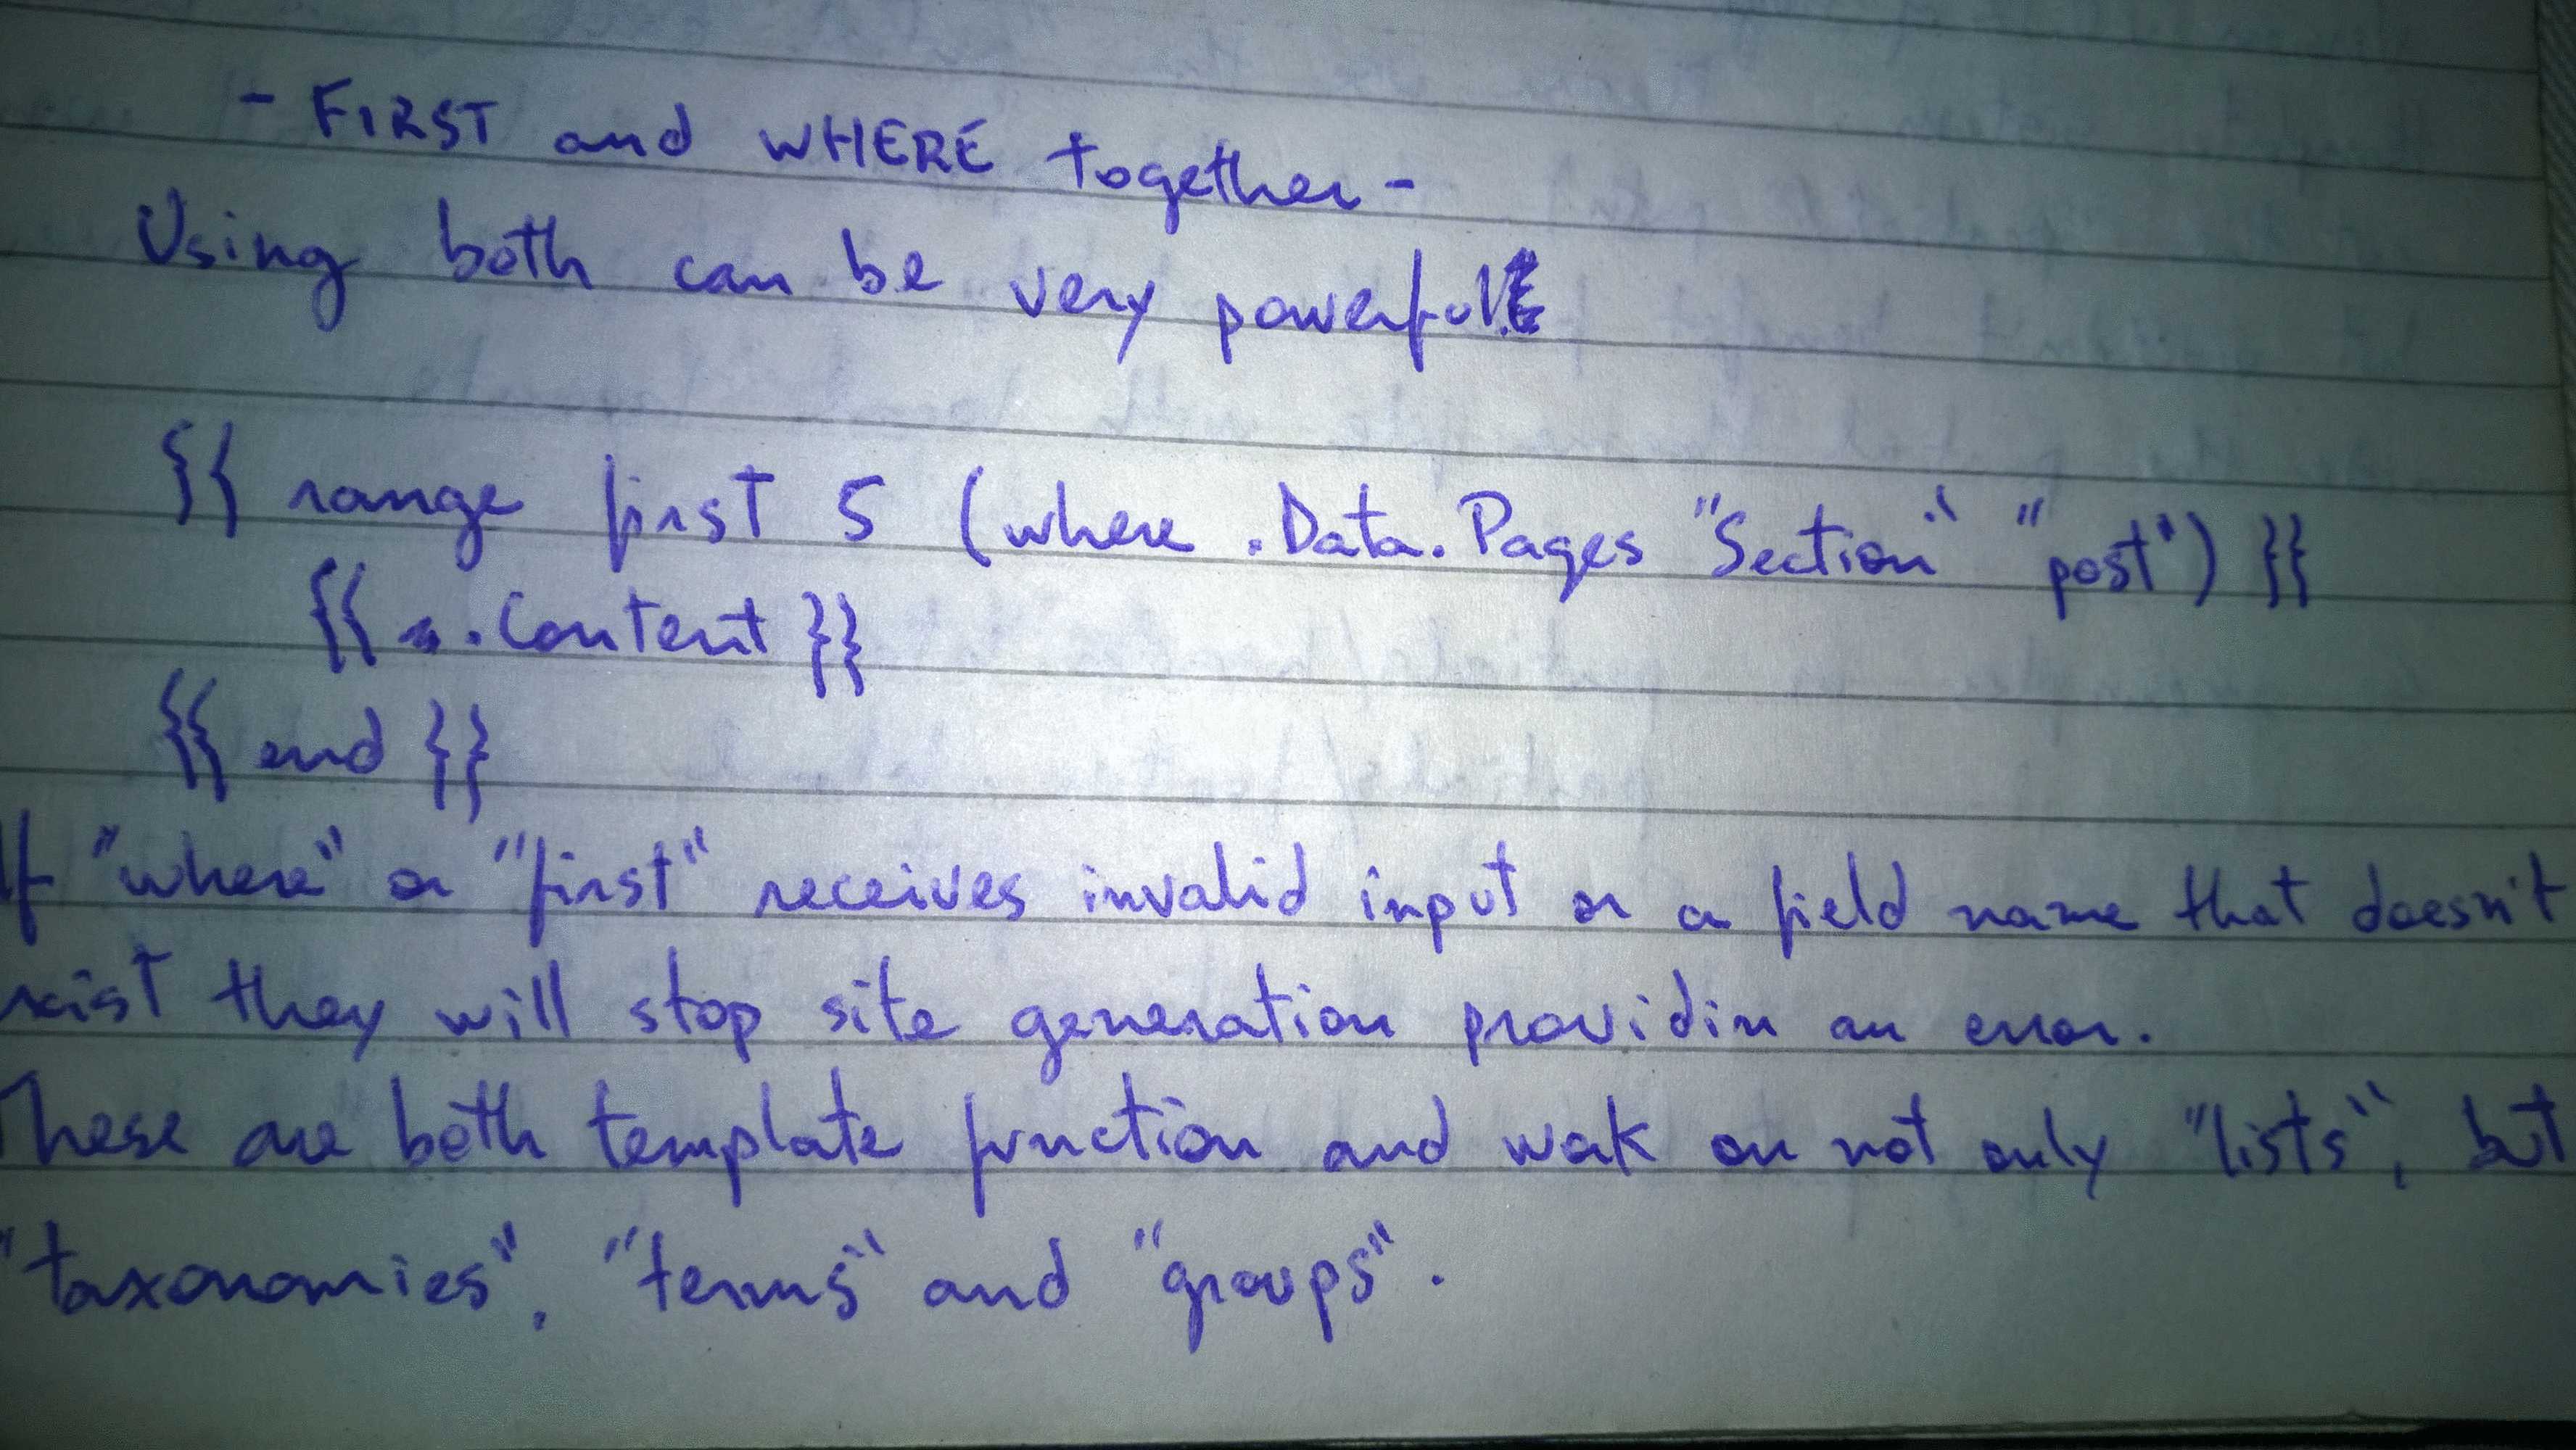 - FIRST and WHERE together -
Using both can be very powerful
{{ range first 5 (where .Data.Pages "Section" "post") }}
{{ .Content }}
{{ end }}
If "where" or "first" receives invalid input or a field name that doesn't
exist they will stop site generation providin an error.
These are both template function and work on not only "lists", but
"taxonomies", "terms" and "groups".